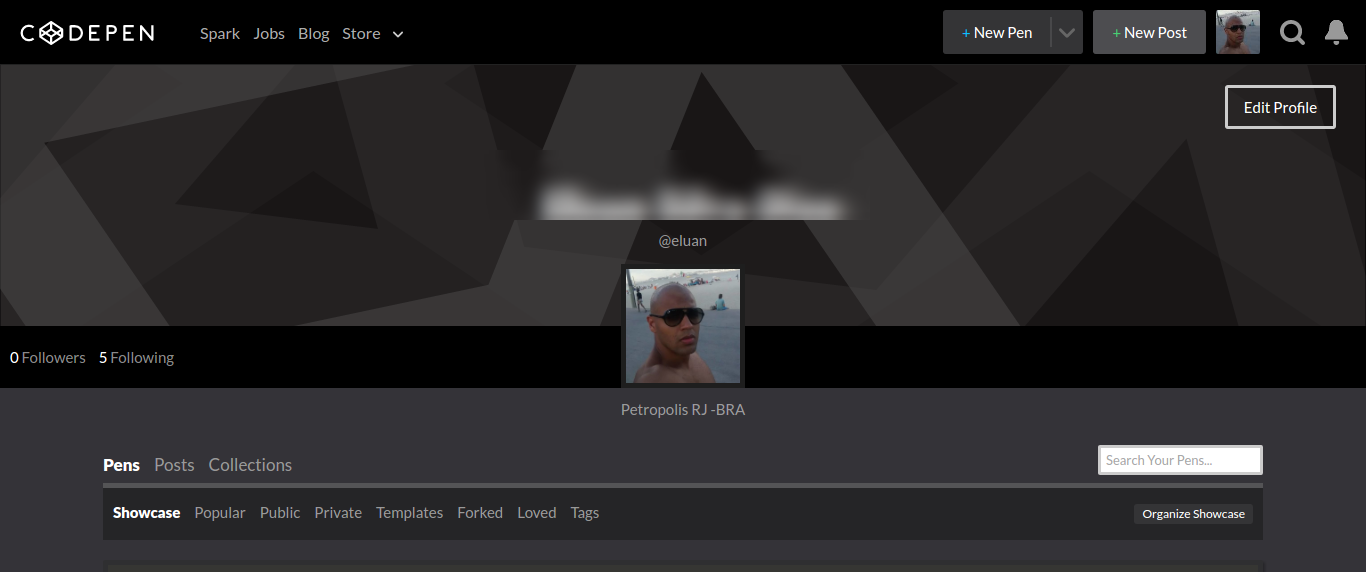 CODEPEN Spark Jobs Blog Store + New Pen + New Post
Edit Profile
@eluan
0 Followers 5 Following
Petropolis RJ -BRA
Pens Posts Collections Search Your Pens...
Showcase Popular Public Private Templates Forked Loved Tags Organize Showcase